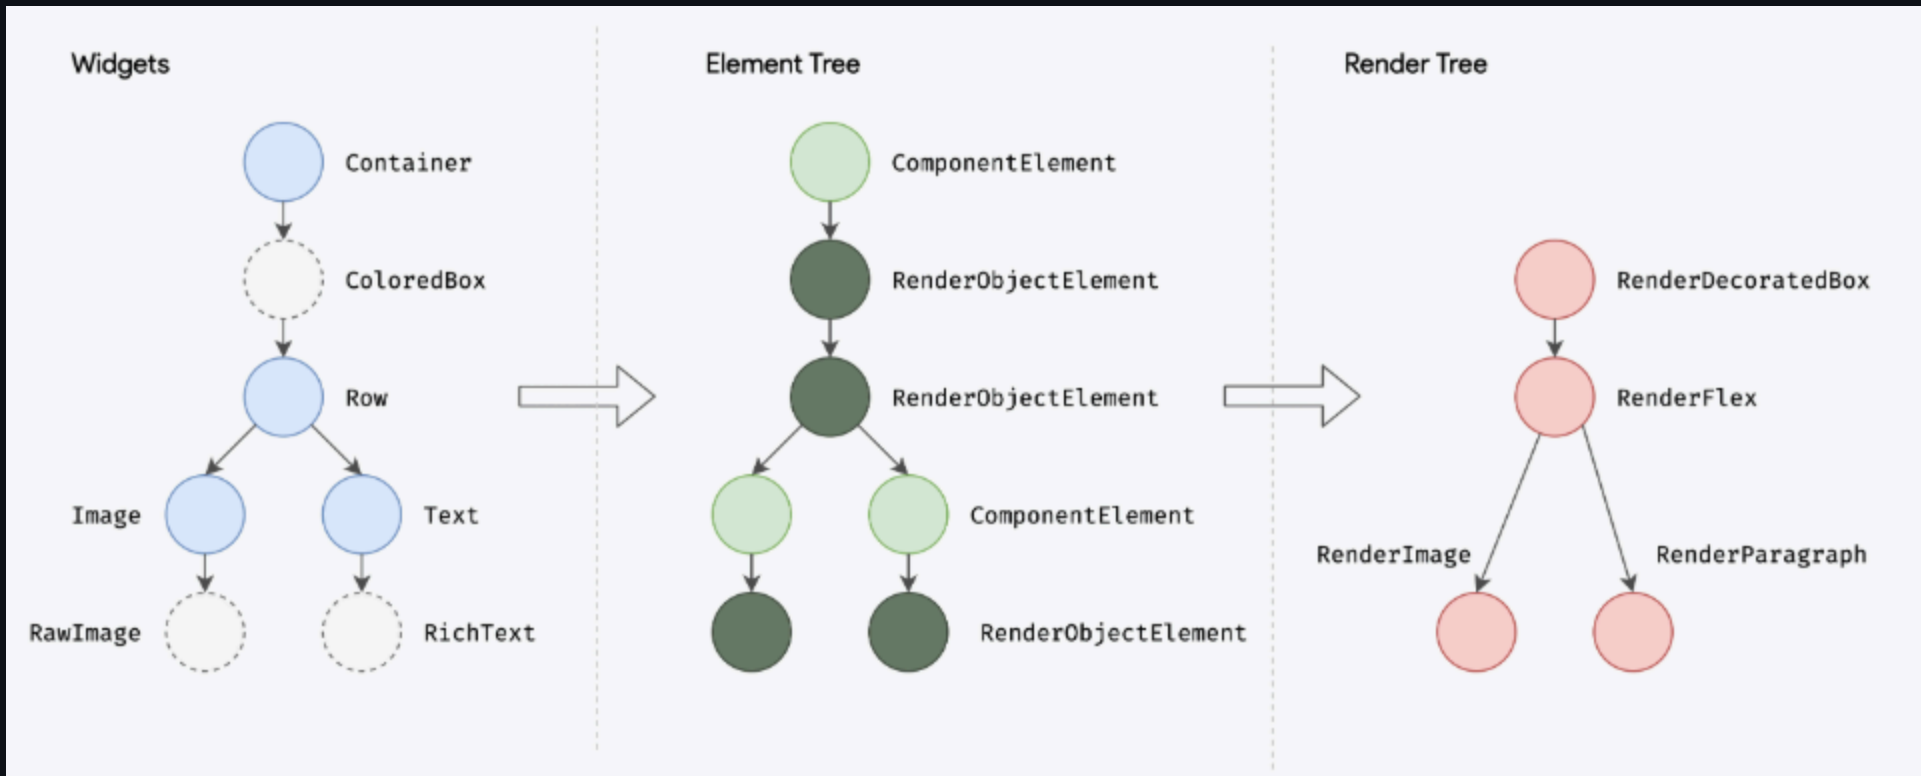 Widgets
Element Tree
Render Tree
Container
ComponentElement
ColoredBox
RenderObjectElement
RenderDecoratedBox
Row
RenderObjectElement
RenderFlex
Image
Text
ComponentElement
RenderImage
RenderParagraph
RawImage
RichText
RenderObjectElement